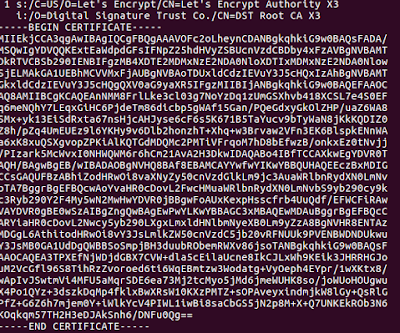 1 s:/C=US/O=Let's Encrypt/CN=Let's Encrypt Authority X3
i:/O=Digital Signature Trust Co./CN=DST Root CA X3
-----BEGIN CERTIFICATE-----
MIIEkjCCA3qgAwIBAgIQCgFBQgAAAVOFc2oLheynCDANBgkqhkiG9w0BAQsFADA/
MSQwIgYDVQQKExtEaWdpdGFsIFNpZ25hdHVyZSBUcnVzdCBDby4xFzAVBgNVBAMT
DkRTVCBSb290IENBIFgzMB4XDTE2MDMxNzE2NDA0NloXDTIxMDMxNzE2NDA0Nlow
SjELMAkGA1UEBhMCVVMxFjAUBgNVBAoTDUxldCdzIEVuY3J5cHQxIzAhBgNVBAMT
GkxldCdzIEVuY3J5cHQgQXV0aG9yaXR5IFgzMIIBIjANBgkqhkiG9w0BAQEFAAOC
AQ8AMIIBCgKCAQEAnNMM8FrlLke3cl03g7NoYzDq1zUmGSXhvb418XCSL7e4S0EF
q6meNQhY7LEqxGiHC6PjdeTm86dicbp5gWAf15Gan/PQeGdxyGkOlZHP/uaZ6WA8
SMx+yk13EiSdRxta67nsHjcAHJyse6cF6s5K671B5TaYucv9bTyWaN8jKkKQDIZ0
Z8h/pZq4UmEUEz9l6YKHy9v6Dlb2honzhT+Xhq+w3Brvaw2VFn3EK6BlspkENnWA
a6xK8xuQSXgvopZPKiAlKQTGdMDQMc2PMTiVFrqoM7hD8bEfwzB/onkxEz0tNvjj
/PIzark5McWvxI0NHWQWM6r6hCm21AvA2H3DkwIDAQABo4IBfTCCAXkwEgYDVR0T
AQH/BAgwBgEB/wIBADAOBgNVHQ8BAf8EBAMCAYYwfwYIKwYBBQUHAQEEczBxMDIG
CCsGAQUFBzABhiZodHRwOi8vaXNyZy50cnVzdGlkLm9jc3AuaWRlbnRydXN0LmNv
bTA7BggrBgEFBQcwAoYvaHR0cDovL2FwcHMuaWRlbnRydXN0LmNvbS9yb290cy9k
c3Ryb290Y2F4My5wN2MwHwYDVR0jBBgwFoAUxKexpHsscfrb4UuQdf/EFWCFiRAw
VAYDVR0gBE0wSzAIBgZngQwBAgEwPwYLKwYBBAGC3xMBAQEwMDAuBggrBgEFBQcC
ARYiaHR0cDovL2Nwcy5yb290LXgxLmxldHNlbmNyeXB0Lm9yZzA8BgNVHR8ENTAz
MDGgL6AthitodHRwOi8vY3JsLmlkZW50cnVzdC5jb20vRFNUUk9PVENBWDNDUkwu
Y3JsMB0GA1UdDgQWBBSoSmpjBH3duubRObemRWXv86jsoTANBgkqhkiG9w0BAQsF
AAOCAQEA3TPXEfNjWDjdGBX7CVW+dla5cEilaUcne8IkCJLxWh9KEik3JHRRHGJo
uM2VcGfl96S8TihRzZvoroed6ti6WqEBmtzw3Wodatg+VyOeph4EYpr/1wXKtx8/
wApIvJSwtmVi4MFU5aMqrSDE6ea73Mj2tcMyo5jMd6jmeWUHK8so/joWUoHOUgwu
X4Po1QYz+3dszkDqMp4fklxBwXRsW10KXzPMTZ+sOPAveyxindmjkW8lGy+QsRlG
PfZ+G6Z6h7mjem0Y+iWlkYcV4PIWL1iwBi8saCbGS5jN2p8M+X+Q7UNKEkROb3N6
KOqkqm57TH2H3eDJAkSnh6/DNFu0Qg==
-----END CERTIFICATE-----